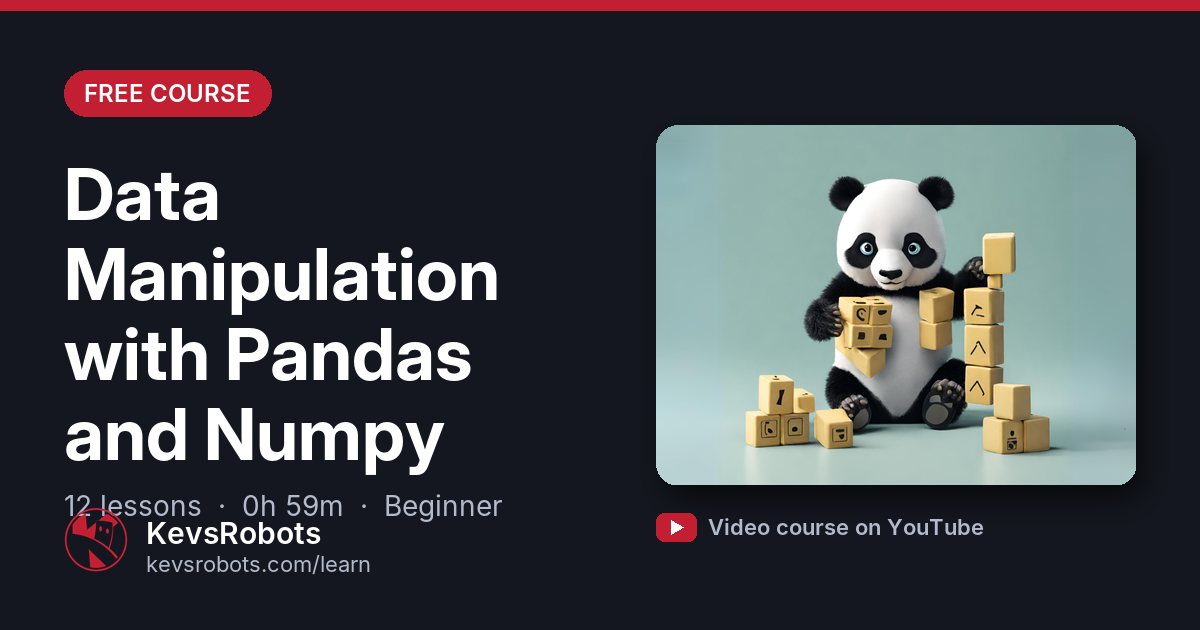 FREE COURSE
Data
Manipulation
with Pandas
and Numpy
12 lessons · 0h 59m · Beginner
KevsRobots
kevsrobots.com/learn
Video course on YouTube